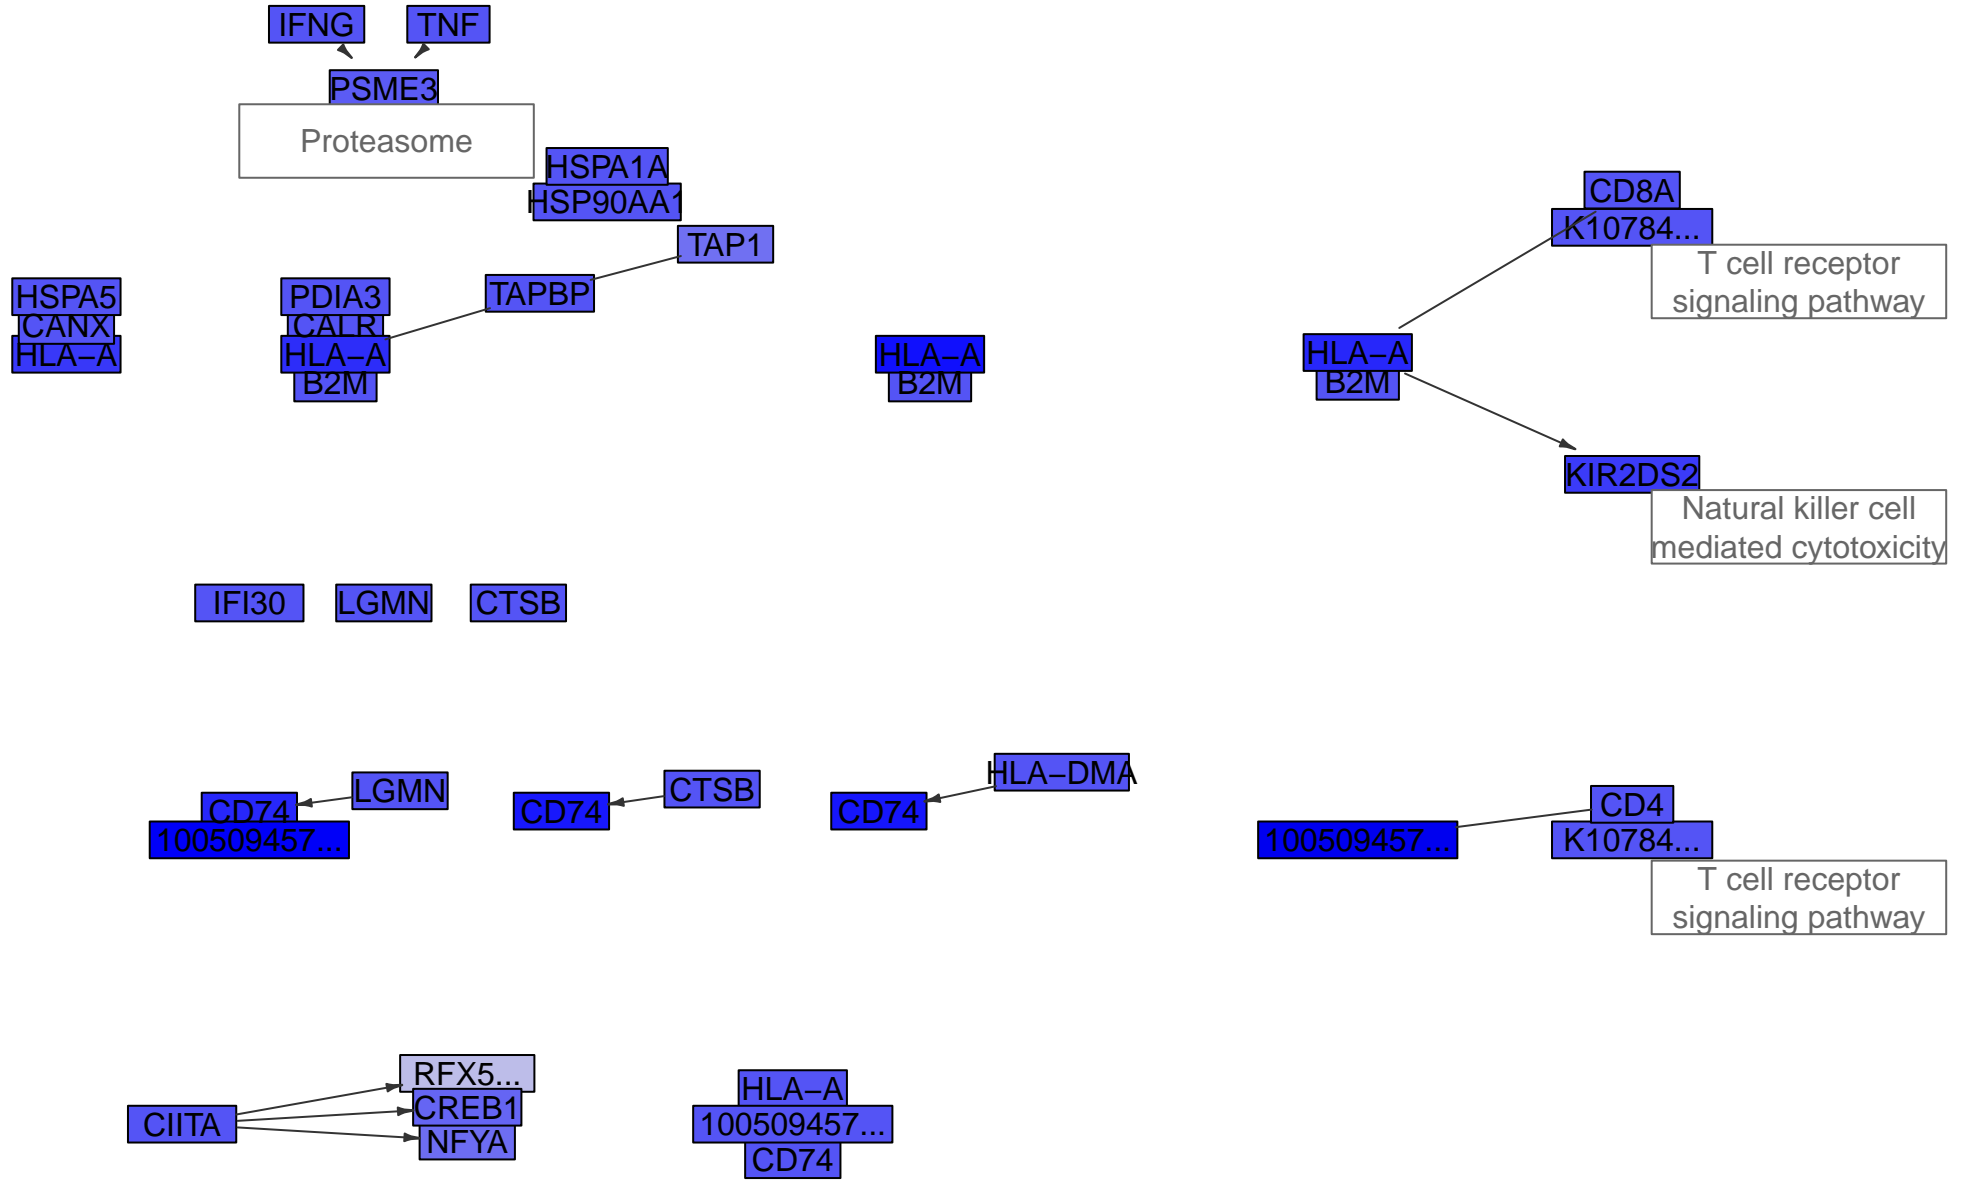 IFNG
TNF
PSME3
Proteasome
HSPA1A
HSP90AA1
CD8A
K10784...
TAP1
T cell receptor
signaling pathway
HSPA5
PDIA3
TAPBP
CANX
CALR
HLA–A
HLA–A
HLA–A
HLA–A
B2M
B2M
B2M
KIR2DS2
Natural killer cell
mediated cytotoxicity
IFI30
LGMN
CTSB
LGMN
CTSB
HLA–DMA
CD74
CD74
CD74
CD4
100509457...
100509457...
K10784...
T cell receptor
signaling pathway
RFX5...
HLA–A
CREB1
CIITA
100509457...
NFYA
CD74